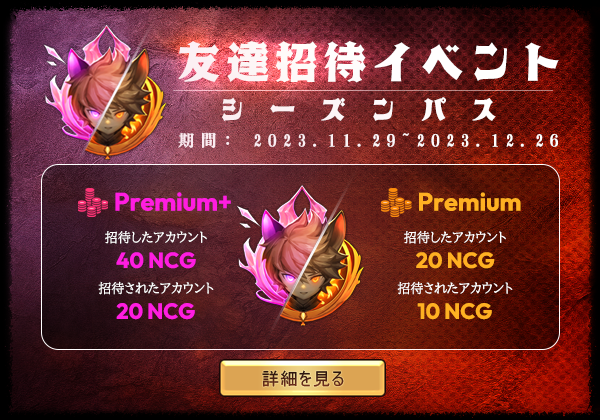 友達招待イベント
シーズンパス
期間： 2023.11.29~2023.12.26
Premium+
招待したアカウント
40 NCG
招待されたアカウント
20 NCG
Premium
招待したアカウント
20 NCG
招待されたアカウント
10 NCG
詳細を見る